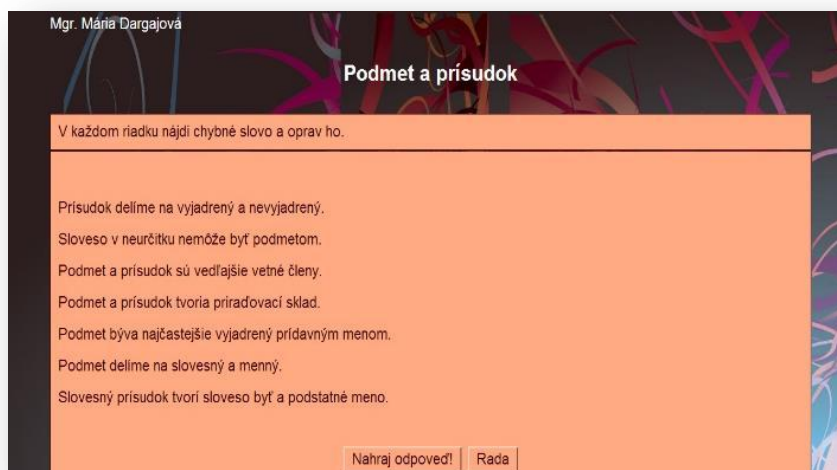 Mgr. Mária Dargajová
Podmet a prísudok
V každom riadku nájdi chybné slovo a oprav ho.
Prísudok delíme na vyjadrený a nevyjadrený.
Sloveso v neurčitku nemôže byť podmetom.
Podmet a prísudok sú vedľajšie vetné členy.
Podmet a prísudok tvoria priraďovací sklad.
Podmet býva najčastejšie vyjadrený prídavným menom.
Podmet delíme na slovesný a menný.
Slovesný prísudok tvorí sloveso byť a podstatné meno.
Nahraj odpoveď! Rada